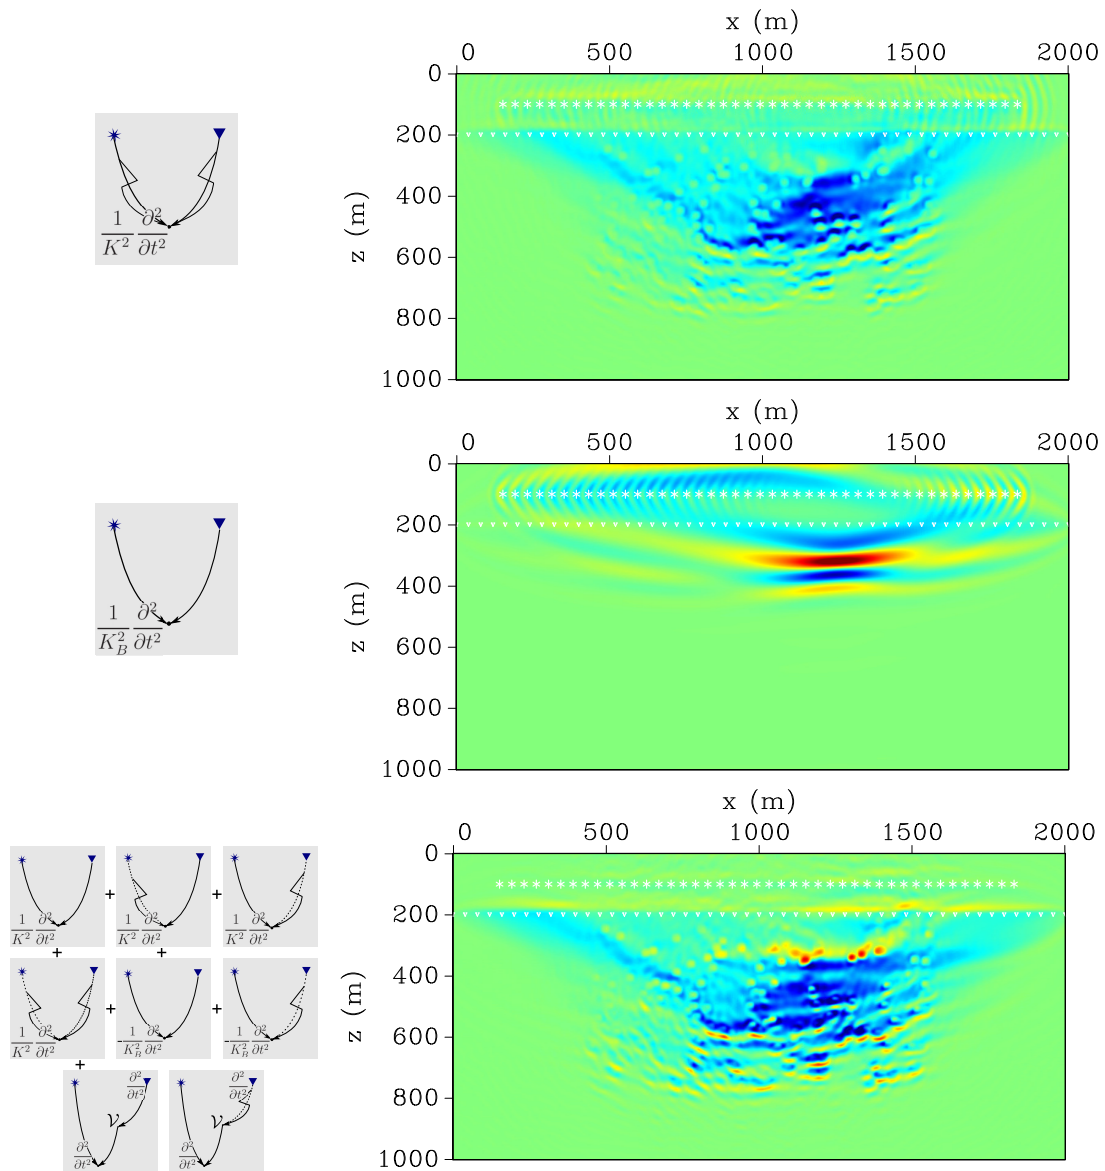 x (m)
0 500 1000 1500 2000
0
200
400
600
800
1000
z (m)
1/K² ∂²/∂t²
x (m)
0 500 1000 1500 2000
0
200
400
600
800
1000
z (m)
1/K_B² ∂²/∂t²
x (m)
0 500 1000 1500 2000
0
200
400
600
800
1000
z (m)
1/K² ∂²/∂t² + 1/K² ∂²/∂t² + 1/K² ∂²/∂t²
+ +
1/K² ∂²/∂t² + -1/K_B² ∂²/∂t² + -1/K_B² ∂²/∂t²
+
∂²/∂t² ∂²/∂t²
𝒱 𝒱
∂²/∂t² ∂²/∂t²